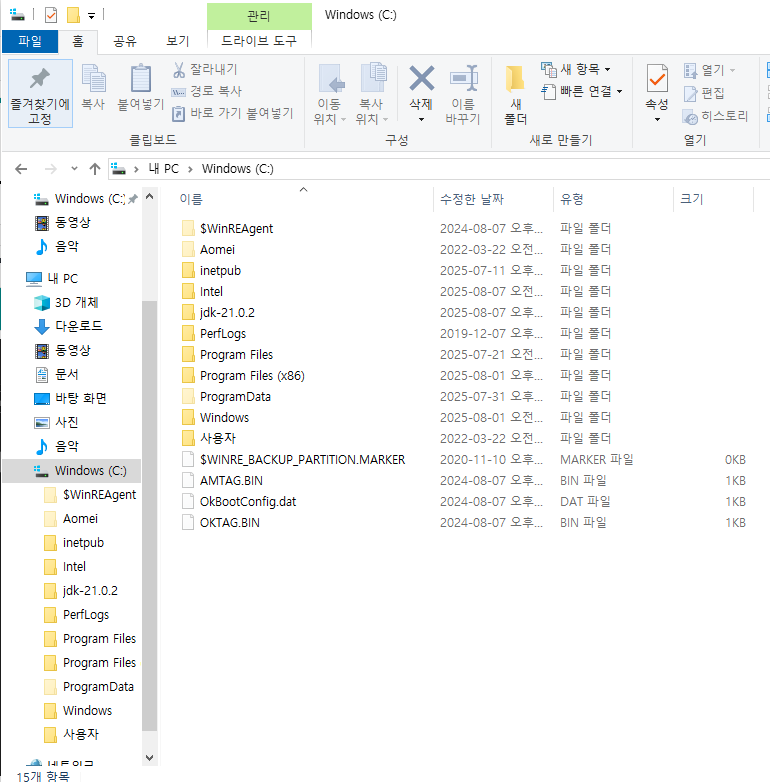 관리 Windows (C:)
파일 홈 공유 보기 드라이브 도구
즐겨찾기에 고정
복사
붙여넣기
잘라내기
경로 복사
바로 가기 붙여넣기
클립보드
이동 위치
복사 위치
삭제
이름 바꾸기
구성
새 폴더
새 항목
빠른 연결
새로 만들기
속성
열기
편집
히스토리
열기
내 PC > Windows (C:)
Windows (C:)
동영상
음악
내 PC
3D 개체
다운로드
동영상
문서
바탕 화면
사진
음악
Windows (C:)
$WinREAgent
Aomei
inetpub
Intel
jdk-21.0.2
PerfLogs
Program Files
Program Files
ProgramData
Windows
사용자
네트워크
이름 수정한 날짜 유형 크기
$WinREAgent 2024-08-07 오후... 파일 폴더
Aomei 2022-03-22 오전... 파일 폴더
inetpub 2025-07-11 오후... 파일 폴더
Intel 2025-08-07 오전... 파일 폴더
jdk-21.0.2 2025-08-07 오후... 파일 폴더
PerfLogs 2019-12-07 오후... 파일 폴더
Program Files 2025-07-21 오전... 파일 폴더
Program Files (x86) 2025-08-01 오후... 파일 폴더
ProgramData 2025-07-31 오후... 파일 폴더
Windows 2025-08-01 오전... 파일 폴더
사용자 2022-03-22 오전... 파일 폴더
$WINRE_BACKUP_PARTITION.MARKER 2020-11-10 오후... MARKER 파일 0KB
AMTAG.BIN 2024-08-07 오후... BIN 파일 1KB
OkBootConfig.dat 2024-08-07 오후... DAT 파일 1KB
OKTAG.BIN 2024-08-07 오후... BIN 파일 1KB
15개 항목